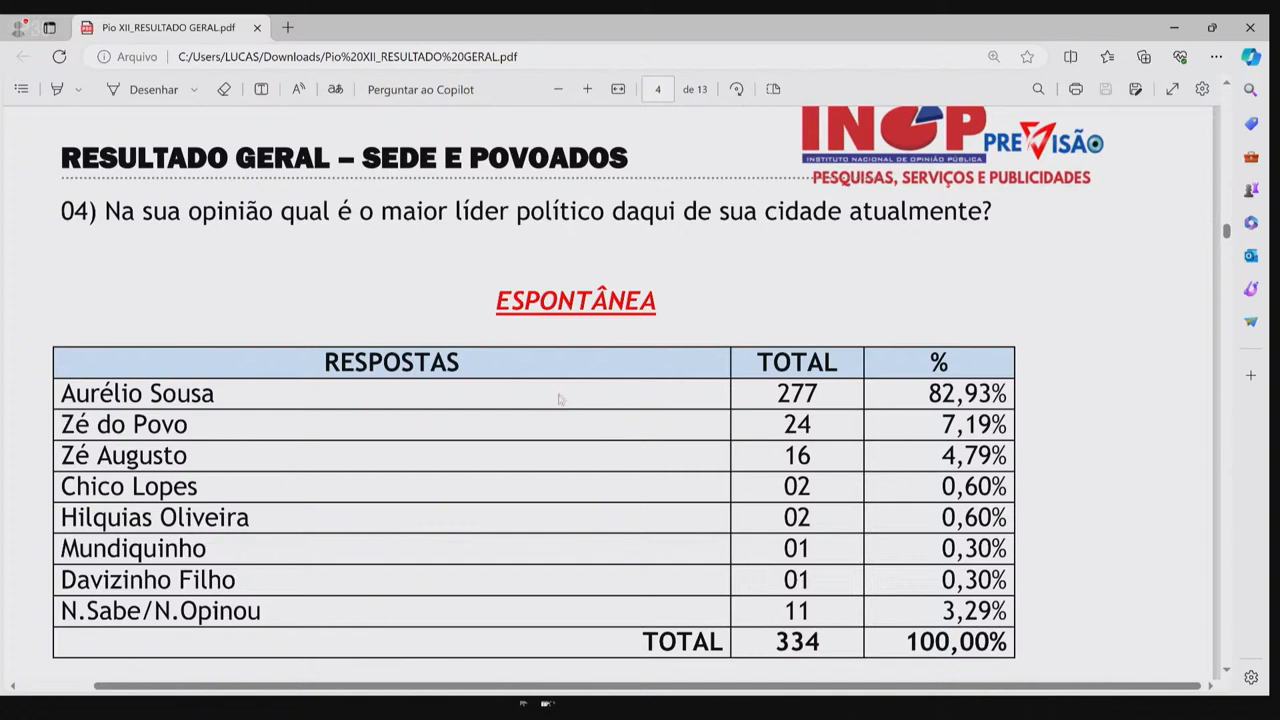 Pio XII_RESULTADO GERAL.pdf
Arquivo C:/Users/LUCAS/Downloads/Pio%20XII_RESULTADO%20GERAL.pdf
Desenhar aあ Perguntar ao Copilot 4 de 13
INOP PREVISÃO
INSTITUTO NACIONAL DE OPINIÃO PÚBLICA
RESULTADO GERAL – SEDE E POVOADOS
PESQUISAS, SERVIÇOS E PUBLICIDADES
04) Na sua opinião qual é o maior líder político daqui de sua cidade atualmente?
ESPONTÂNEA
RESPOSTAS TOTAL %
Aurélio Sousa 277 82,93%
Zé do Povo 24 7,19%
Zé Augusto 16 4,79%
Chico Lopes 02 0,60%
Hilquias Oliveira 02 0,60%
Mundiquinho 01 0,30%
Davizinho Filho 01 0,30%
N.Sabe/N.Opinou 11 3,29%
TOTAL 334 100,00%